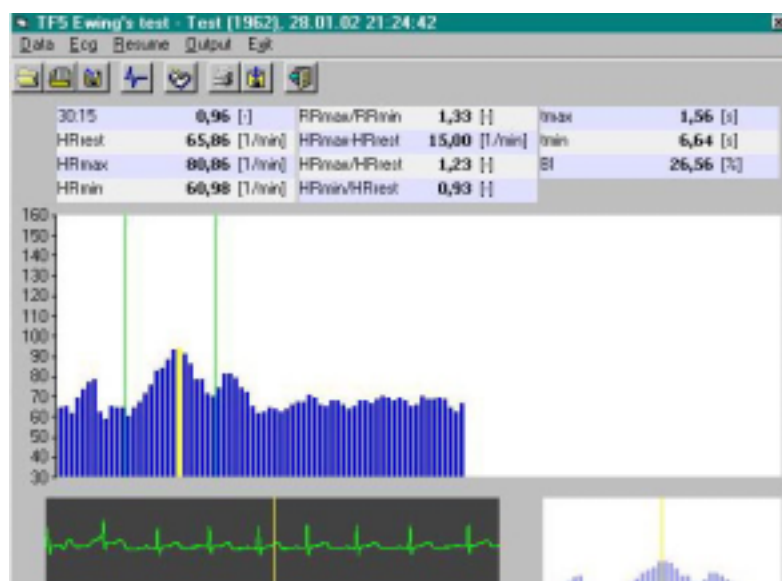 TF5 Ewing's test - Test (1962), 28.01.02 21:24:42
Data Ecg Resume Output Exit
30:15 0,96 [-] RRmax/RRmin 1,33 [-] tmax 1,56 [s]
HRrest 65,86 [1/min] HRmax-HRrest 15,00 [1/min] tmin 6,64 [s]
HRmax 80,86 [1/min] HRmax/HRrest 1,23 [-] BI 26,56 [%]
HRmin 60,98 [1/min] HRmin/HRrest 0,93 [-]
160
150
140
130
120
110
100
90
80
70
60
50
40
30